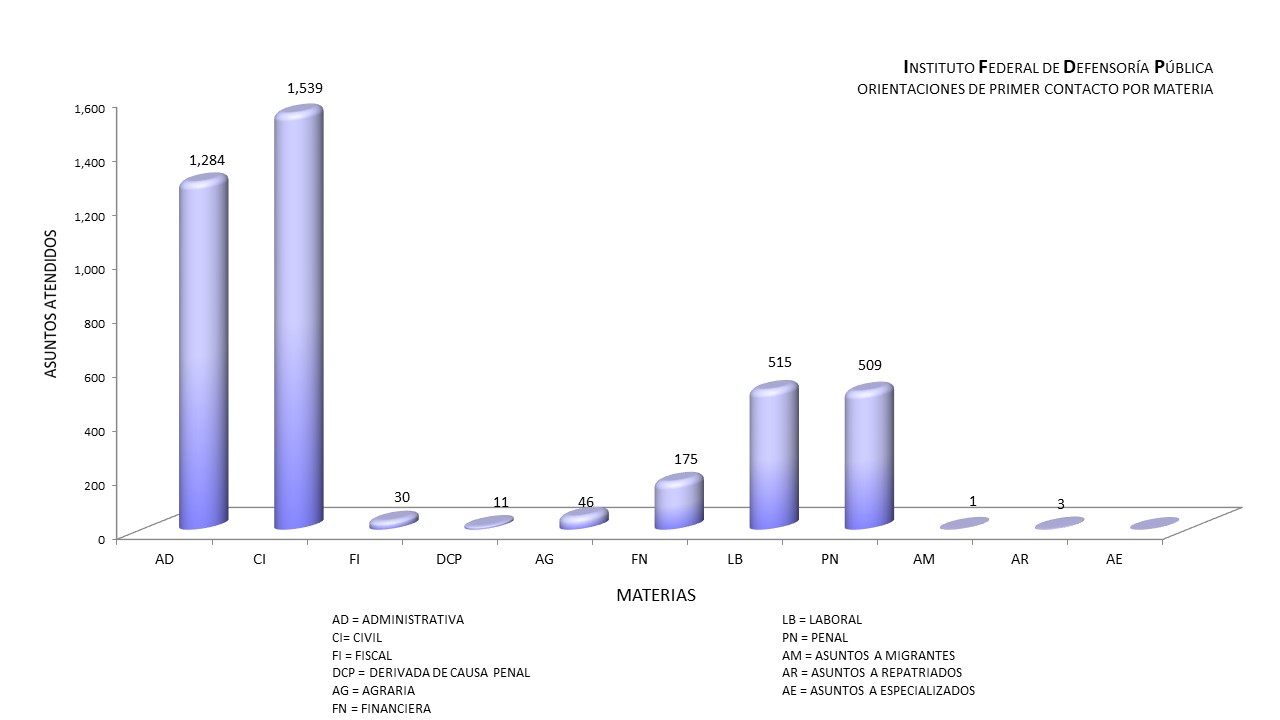 INSTITUTO FEDERAL DE DEFENSORÍA PÚBLICA
ORIENTACIONES DE PRIMER CONTACTO POR MATERIA
ASUNTOS ATENDIDOS
1,600
1,400
1,200
1,000
800
600
400
200
0
1,284
1,539
30
11
46
175
515
509
1
3
AD
CI
FI
DCP
AG
FN
LB
PN
AM
AR
AE
MATERIAS
AD = ADMINISTRATIVA
CI= CIVIL
FI = FISCAL
DCP = DERIVADA DE CAUSA PENAL
AG = AGRARIA
FN = FINANCIERA
LB = LABORAL
PN = PENAL
AM = ASUNTOS A MIGRANTES
AR = ASUNTOS A REPATRIADOS
AE = ASUNTOS A ESPECIALIZADOS